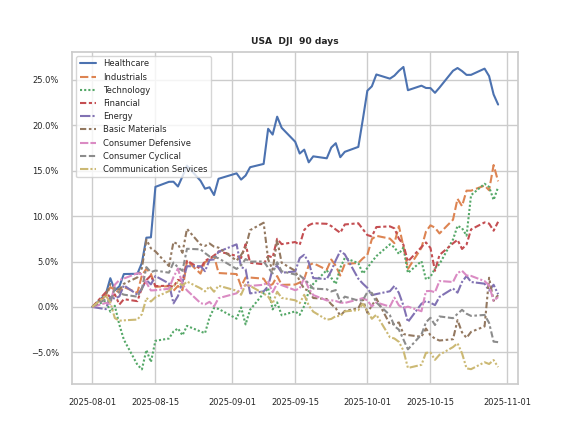 USA DJI 90 days
Healthcare
Industrials
Technology
Financial
Energy
Basic Materials
Consumer Defensive
Consumer Cyclical
Communication Services
25.0%
20.0%
15.0%
10.0%
5.0%
0.0%
−5.0%
2025-08-01 2025-08-15 2025-09-01 2025-09-15 2025-10-01 2025-10-15 2025-11-01